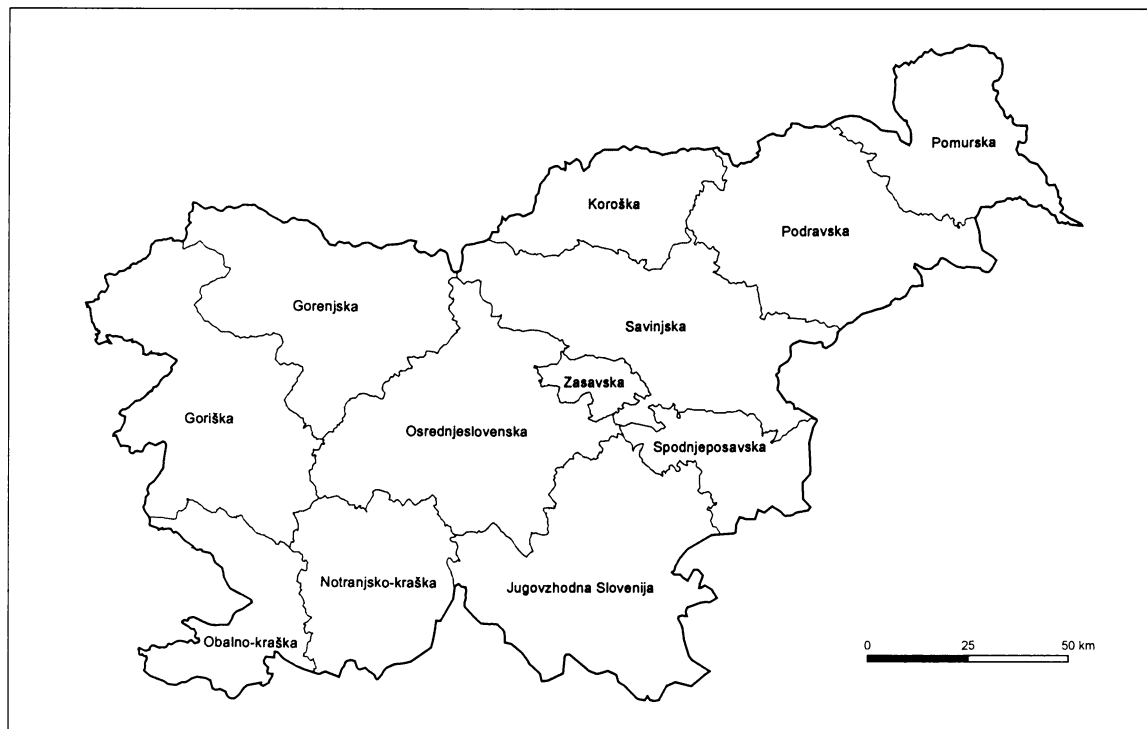 Pomurska
Koroška
Podravska
Gorenjska
Savinjska
Zasavska
Goriška
Osrednjeslovenska
Spodnjeposavska
Notranjsko-kraška
Jugovzhodna Slovenija
Obalno-kraška
0 25 50 km